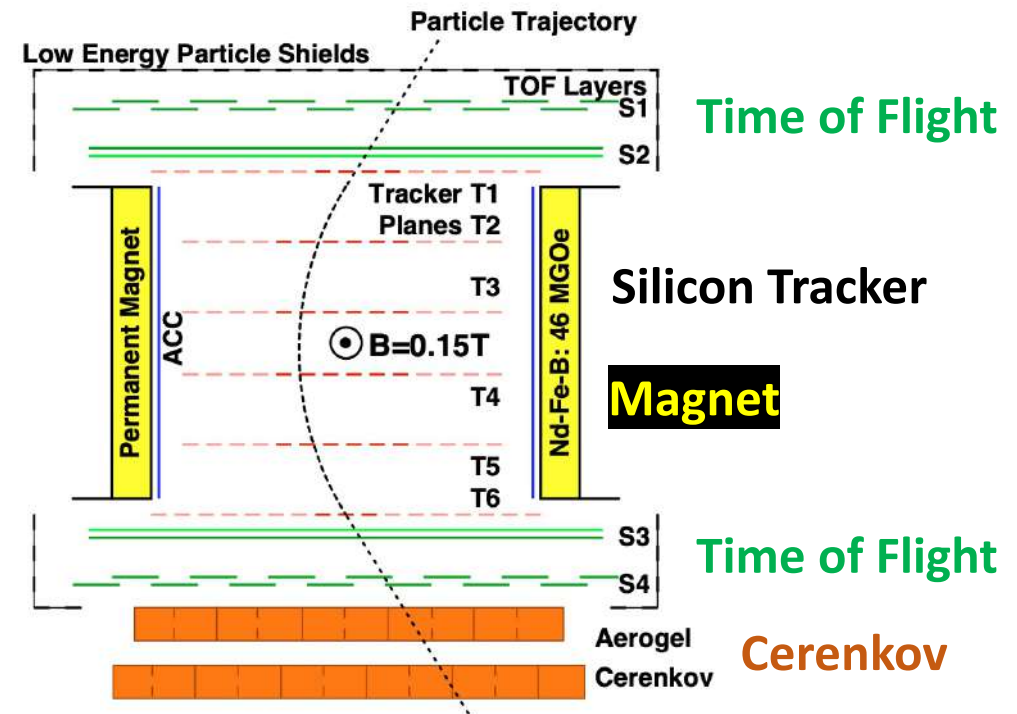 Particle Trajectory
Low Energy Particle Shields
TOF Layers
S1
Time of Flight
S2
Tracker T1
Planes T2
Permanent Magnet
ACC
T3
Nd-Fe-B: 46 MGOe
Silicon Tracker
B=0.15T
T4
Magnet
T5
T6
S3
Time of Flight
S4
Aerogel
Cerenkov
Cerenkov